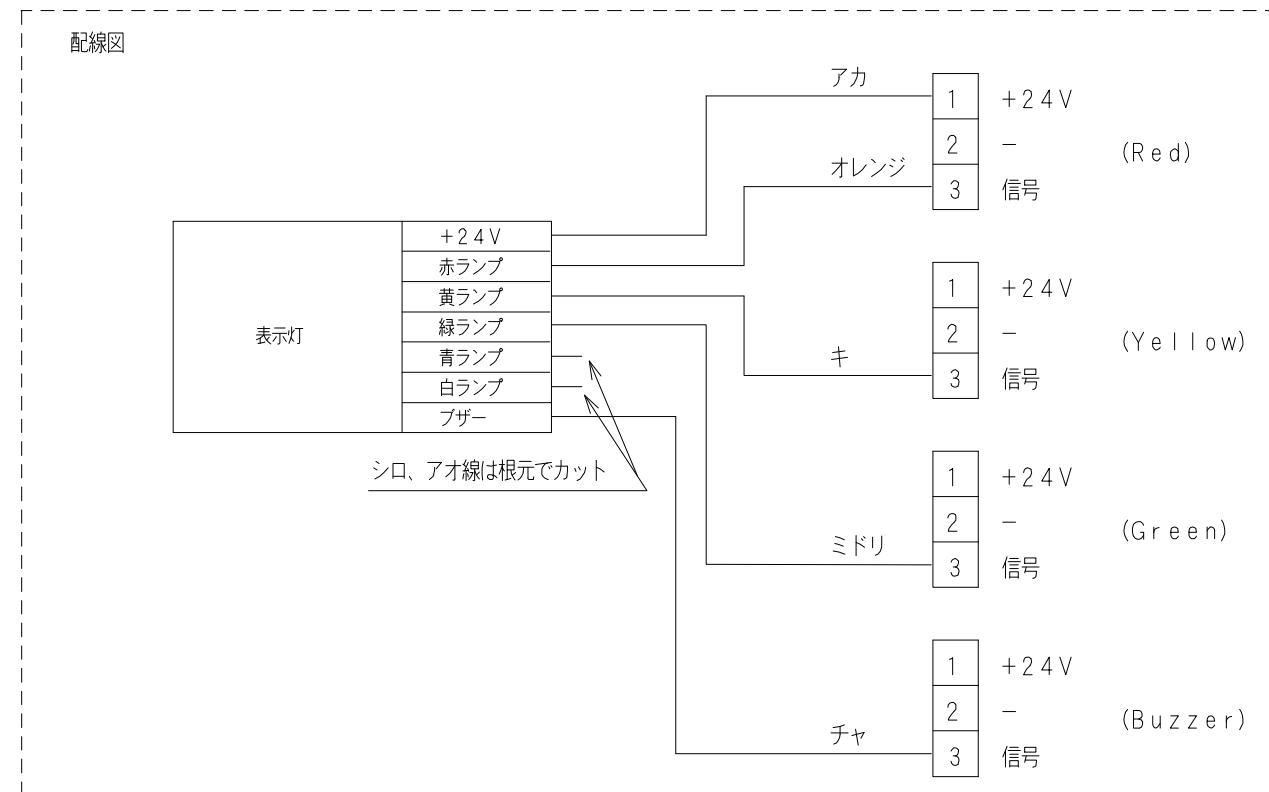 配線図
アカ
1 +24V
2 −
(Red)
オレンジ
3 信号
+24V
赤ランプ
黄ランプ
緑ランプ
青ランプ
白ランプ
ブザー
表示灯
シロ、アオ線は根元でカット
1 +24V
2 −
(Yellow)
キ
3 信号
1 +24V
2 −
(Green)
ミドリ
3 信号
1 +24V
2 −
(Buzzer)
チャ
3 信号